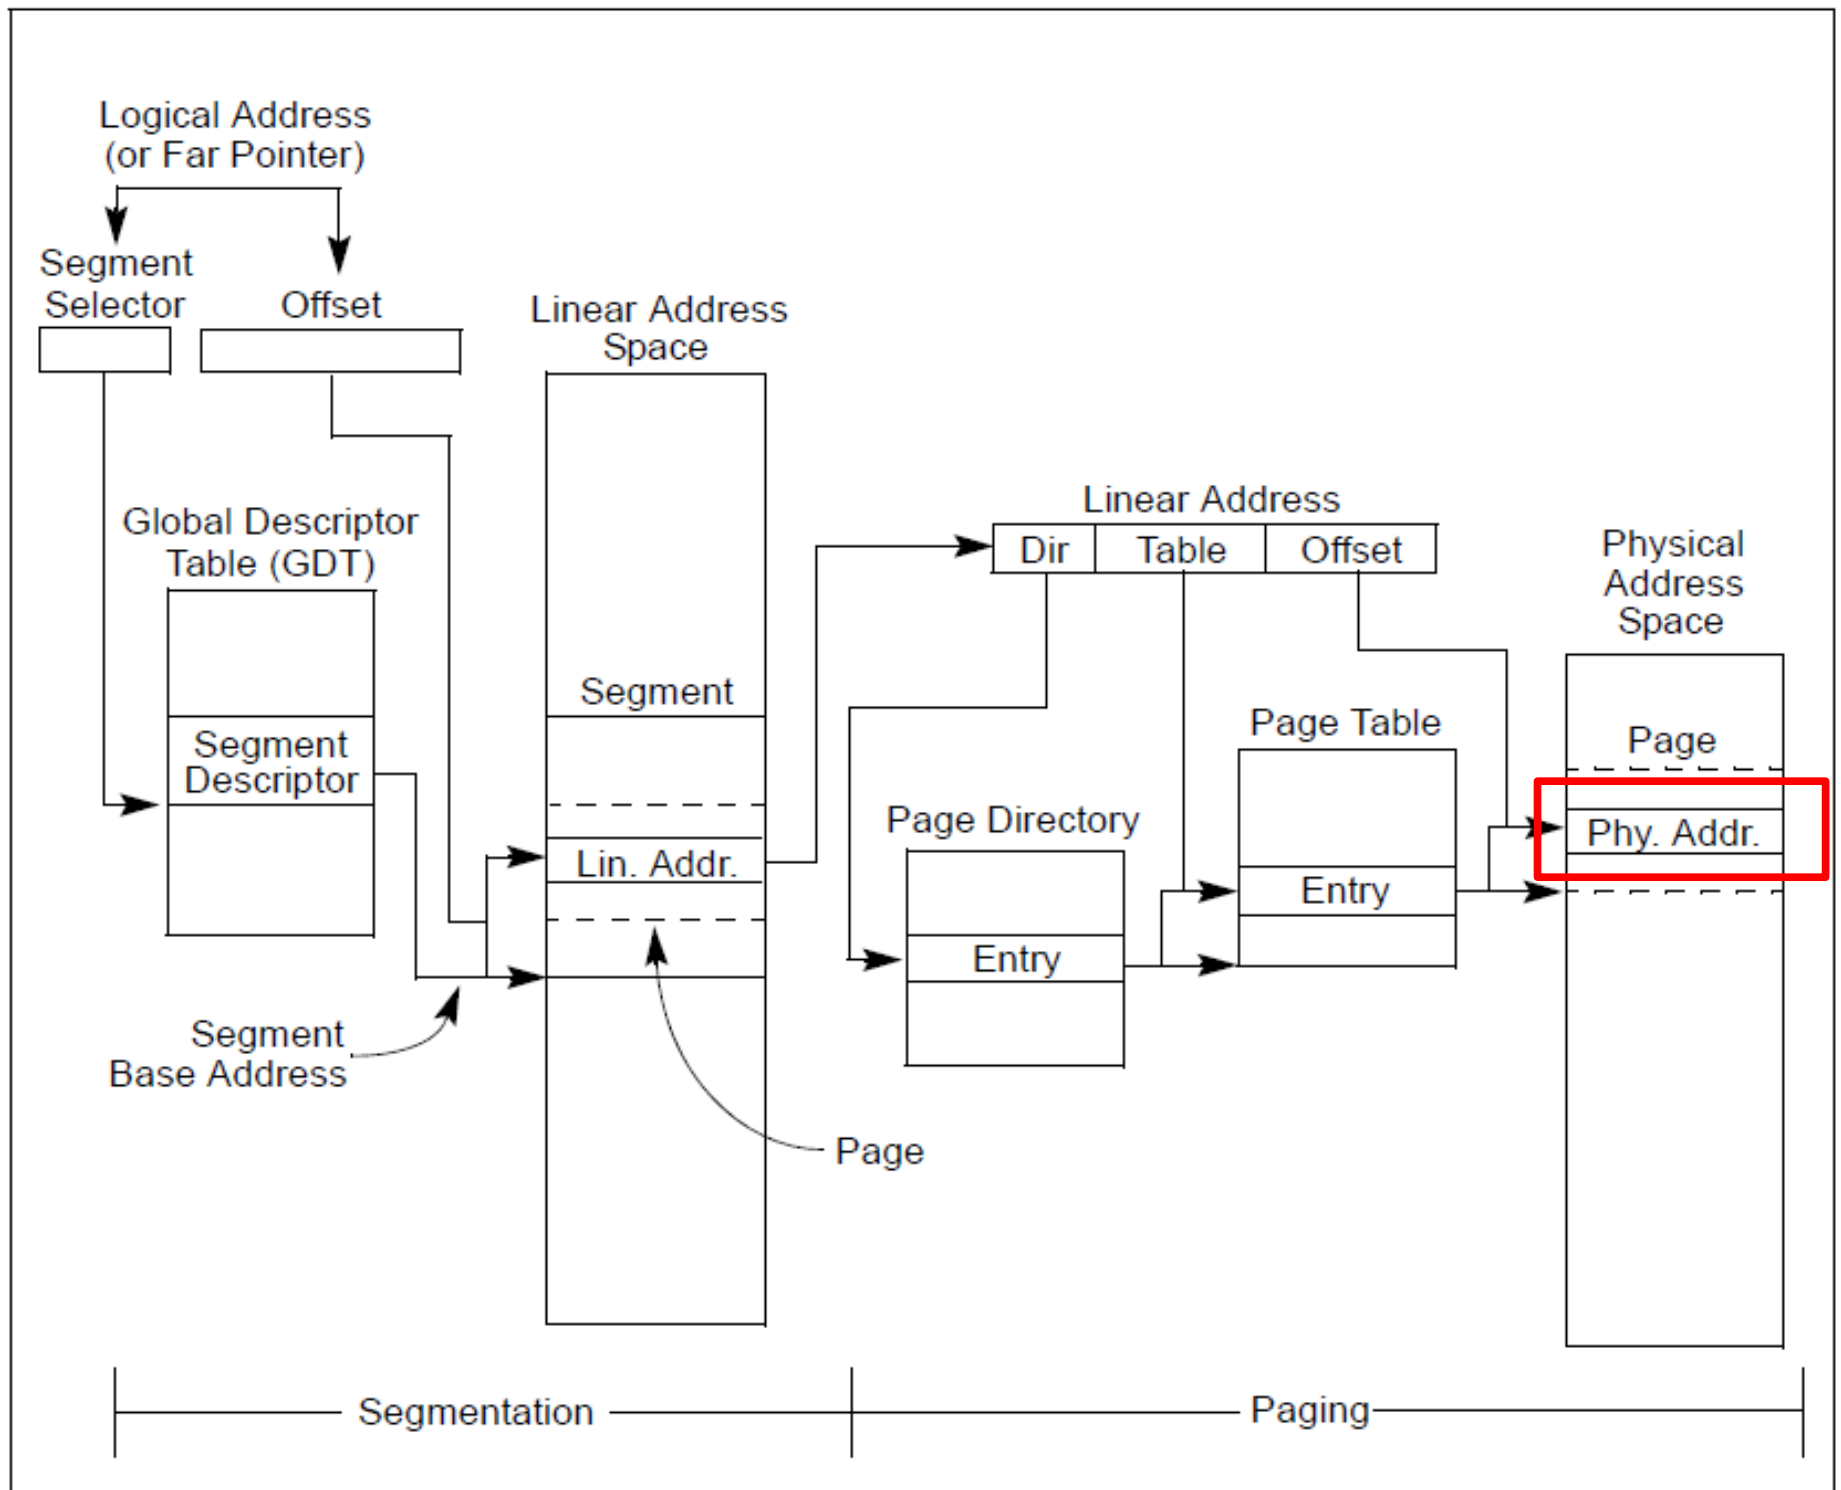 Logical Address
(or Far Pointer)
Segment
Selector
Offset
Linear Address
Space
Global Descriptor
Table (GDT)
Segment
Descriptor
Segment
Lin. Addr.
Segment
Base Address
Page
Linear Address
Dir
Table
Offset
Page Directory
Entry
Page Table
Entry
Physical
Address
Space
Page
Phy. Addr.
Segmentation
Paging